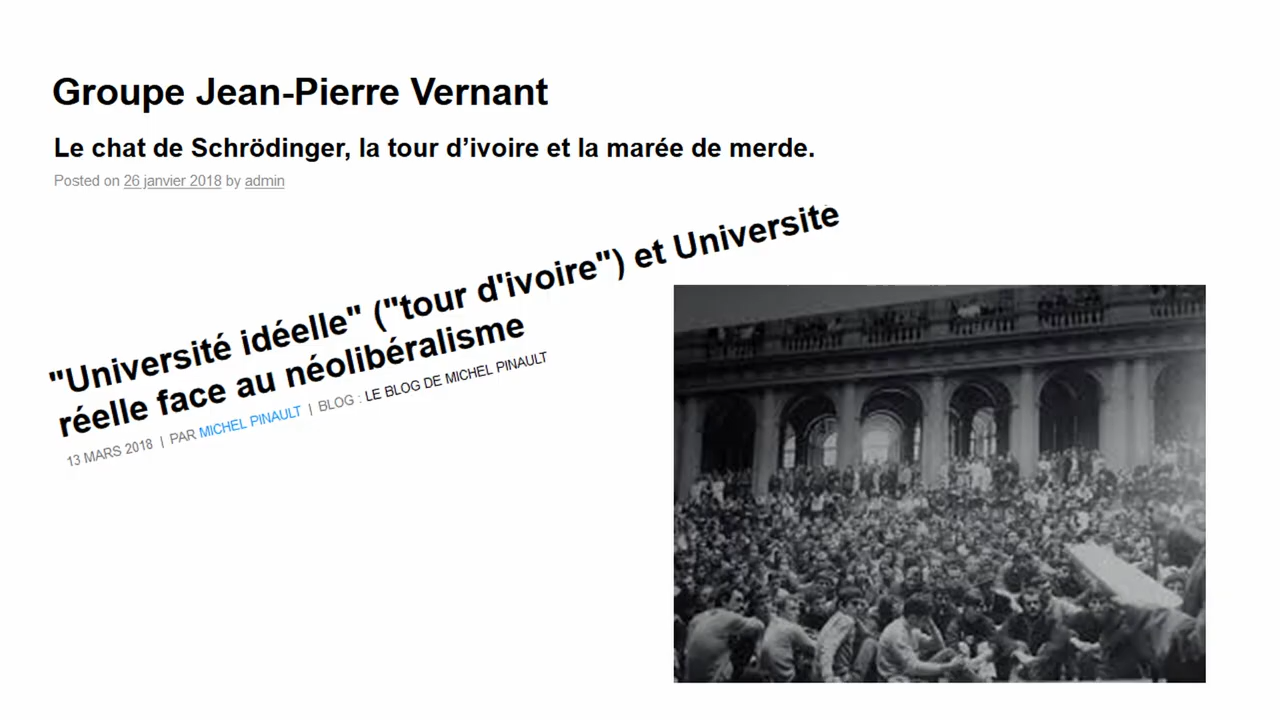 Groupe Jean-Pierre Vernant
Le chat de Schrödinger, la tour d’ivoire et la marée de merde.
Posted on 26 janvier 2018 by admin
"Université idéelle" ("tour d'ivoire") et Université
réelle face au néolibéralisme
13 MARS 2018 | PAR MICHEL PINAULT | BLOG : LE BLOG DE MICHEL PINAULT